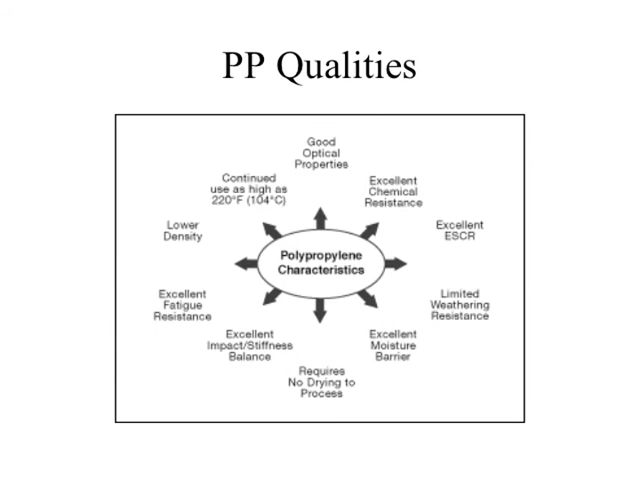 PP Qualities
Good
Optical
Properties
Continued
use as high as
220°F (104°C)
Excellent
Chemical
Resistance
Lower
Density
Excellent
ESCR
Polypropylene
Characteristics
Excellent
Fatigue
Resistance
Limited
Weathering
Resistance
Excellent
Impact/Stiffness
Balance
Excellent
Moisture
Barrier
Requires
No Drying to
Process